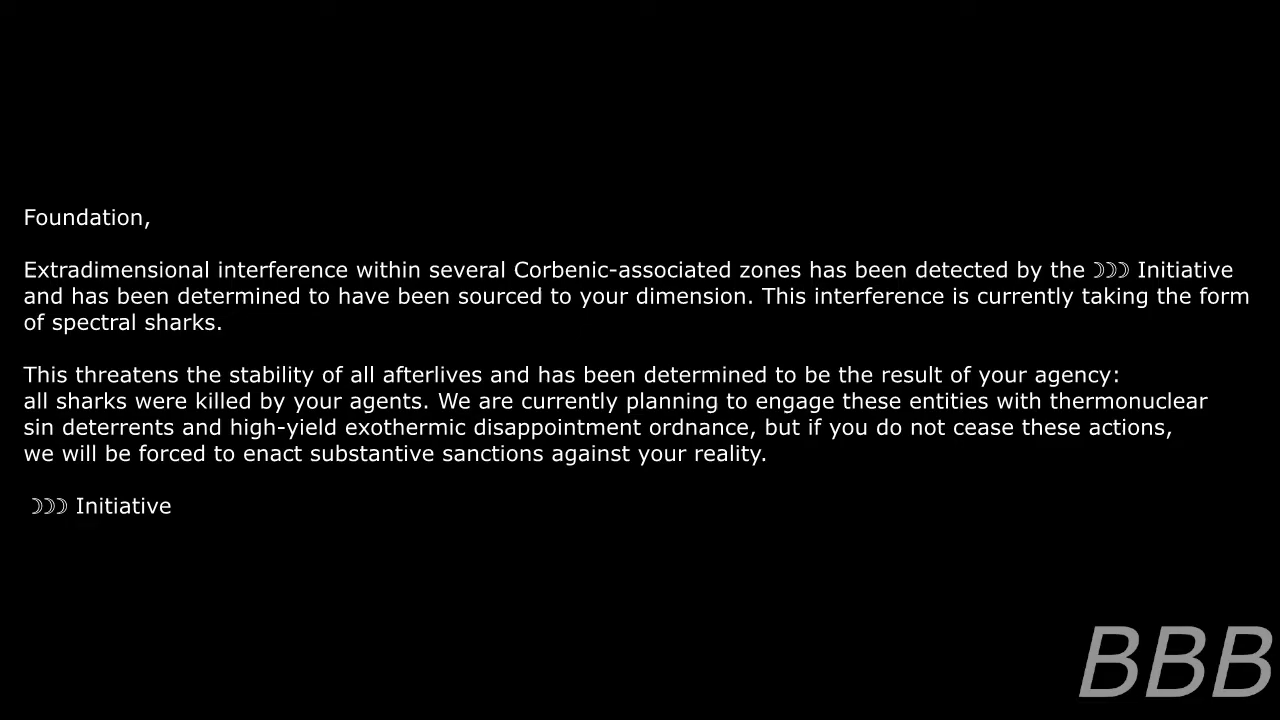 Foundation,
Extradimensional interference within several Corbenic-associated zones has been detected by the ☽☽☽ Initiative
and has been determined to have been sourced to your dimension. This interference is currently taking the form
of spectral sharks.
This threatens the stability of all afterlives and has been determined to be the result of your agency:
all sharks were killed by your agents. We are currently planning to engage these entities with thermonuclear
sin deterrents and high-yield exothermic disappointment ordnance, but if you do not cease these actions,
we will be forced to enact substantive sanctions against your reality.
☽☽☽ Initiative
BBB